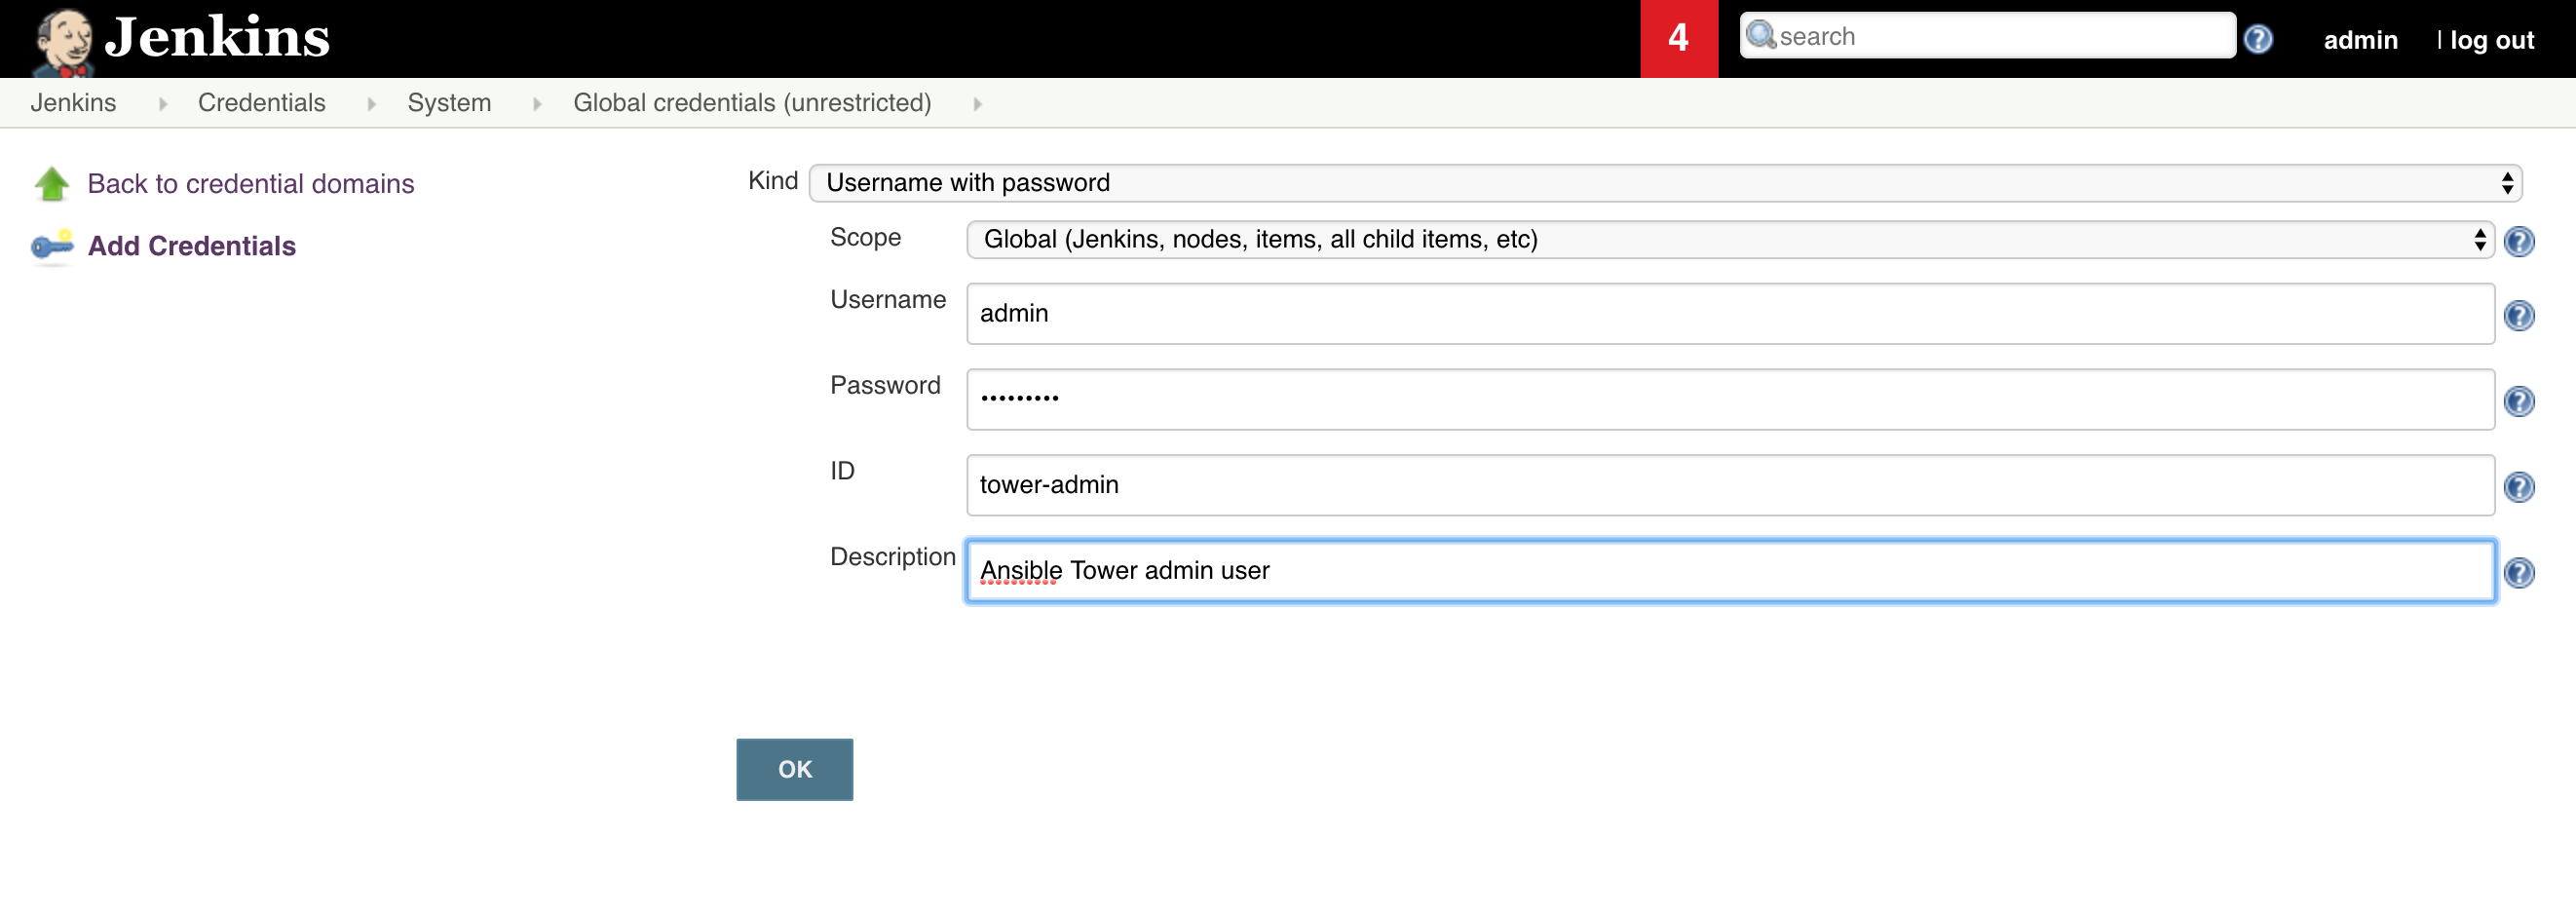 Jenkins
4
search
admin
| log out
Jenkins
Credentials
System
Global credentials (unrestricted)
Back to credential domains
Add Credentials
Kind
Username with password
Scope
Global (Jenkins, nodes, items, all child items, etc)
Username
admin
Password
•••••••••
ID
tower-admin
Description
Ansible Tower admin user
OK